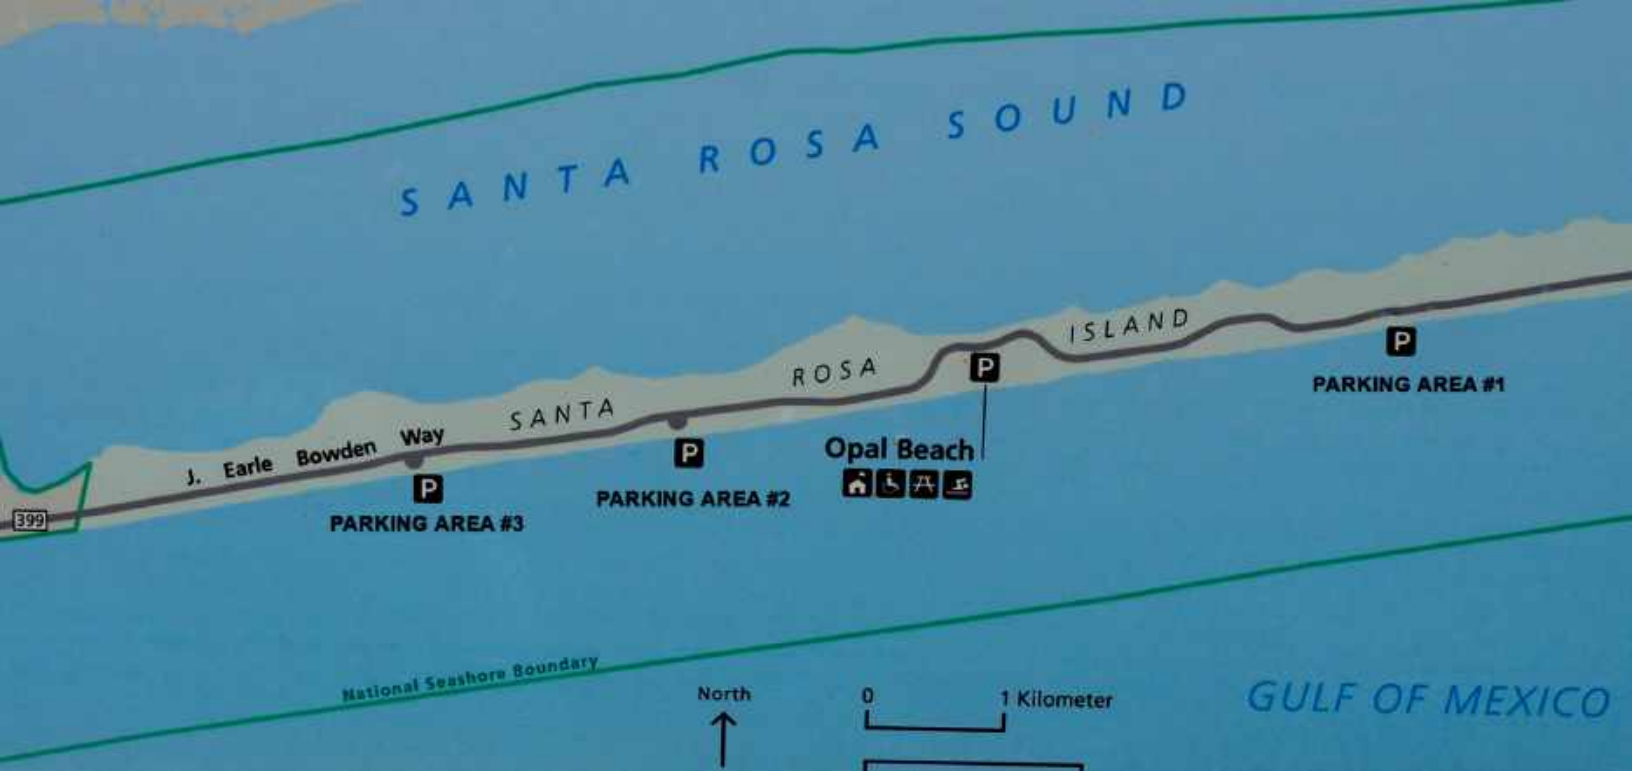 SANTA ROSA SOUND
SANTA ROSA ISLAND
P
PARKING AREA #1
J. Earle Bowden Way
P
Opal Beach
P
PARKING AREA #2
P
PARKING AREA #3
399
National Seashore Boundary
North
0 1 Kilometer
GULF OF MEXICO